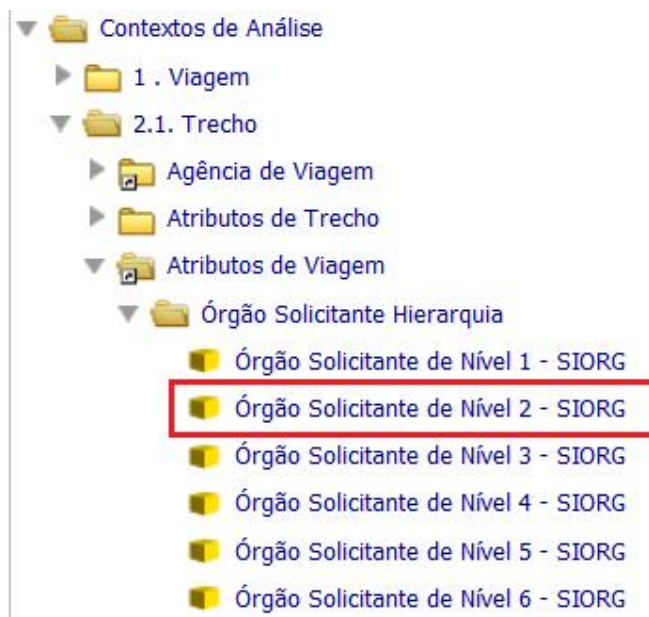 Contextos de Análise
1 . Viagem
2.1. Trecho
Agência de Viagem
Atributos de Trecho
Atributos de Viagem
Órgão Solicitante Hierarquia
Órgão Solicitante de Nível 1 - SIORG
Órgão Solicitante de Nível 2 - SIORG
Órgão Solicitante de Nível 3 - SIORG
Órgão Solicitante de Nível 4 - SIORG
Órgão Solicitante de Nível 5 - SIORG
Órgão Solicitante de Nível 6 - SIORG